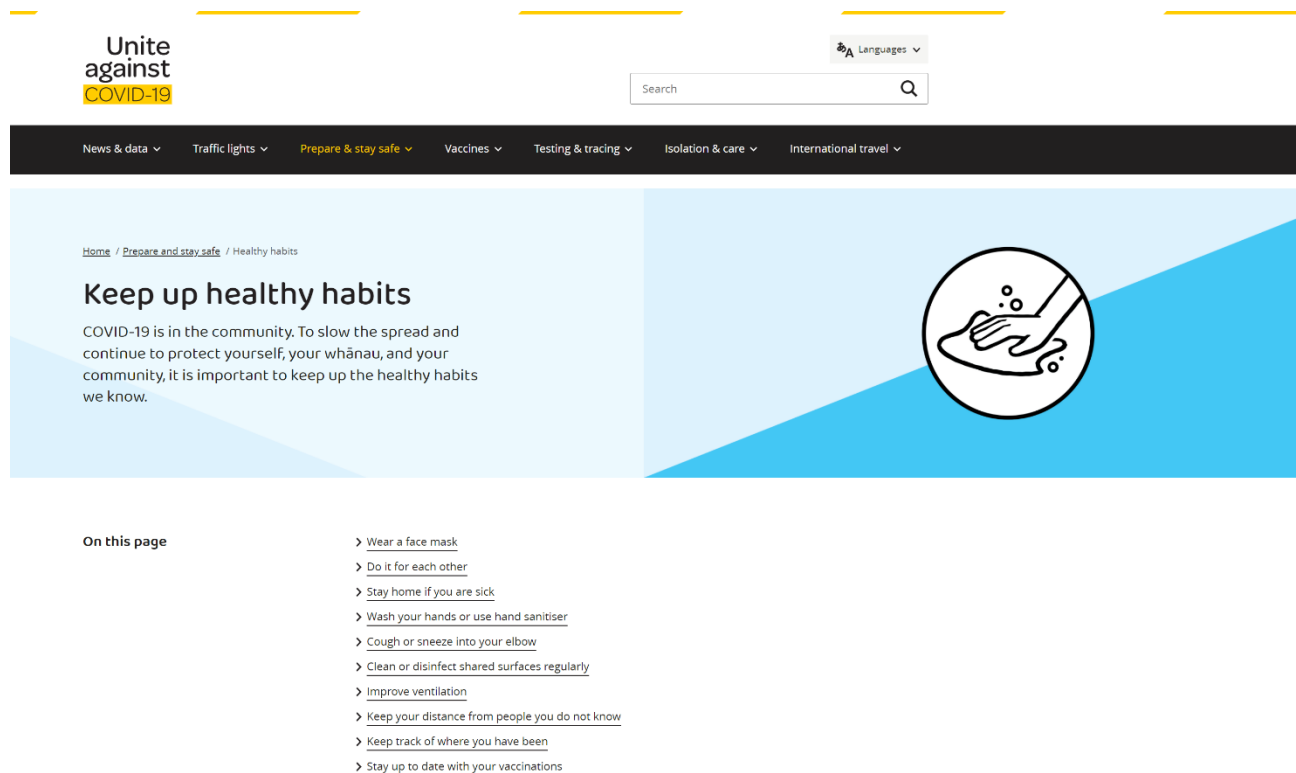 Unite
against
COVID-19
あA Languages
Search
News & data
Traffic lights
Prepare & stay safe
Vaccines
Testing & tracing
Isolation & care
International travel
Home / Prepare and stay safe / Healthy habits
Keep up healthy habits
COVID-19 is in the community. To slow the spread and
continue to protect yourself, your whānau, and your
community, it is important to keep up the healthy habits
we know.
On this page
Wear a face mask
Do it for each other
Stay home if you are sick
Wash your hands or use hand sanitiser
Cough or sneeze into your elbow
Clean or disinfect shared surfaces regularly
Improve ventilation
Keep your distance from people you do not know
Keep track of where you have been
Stay up to date with your vaccinations